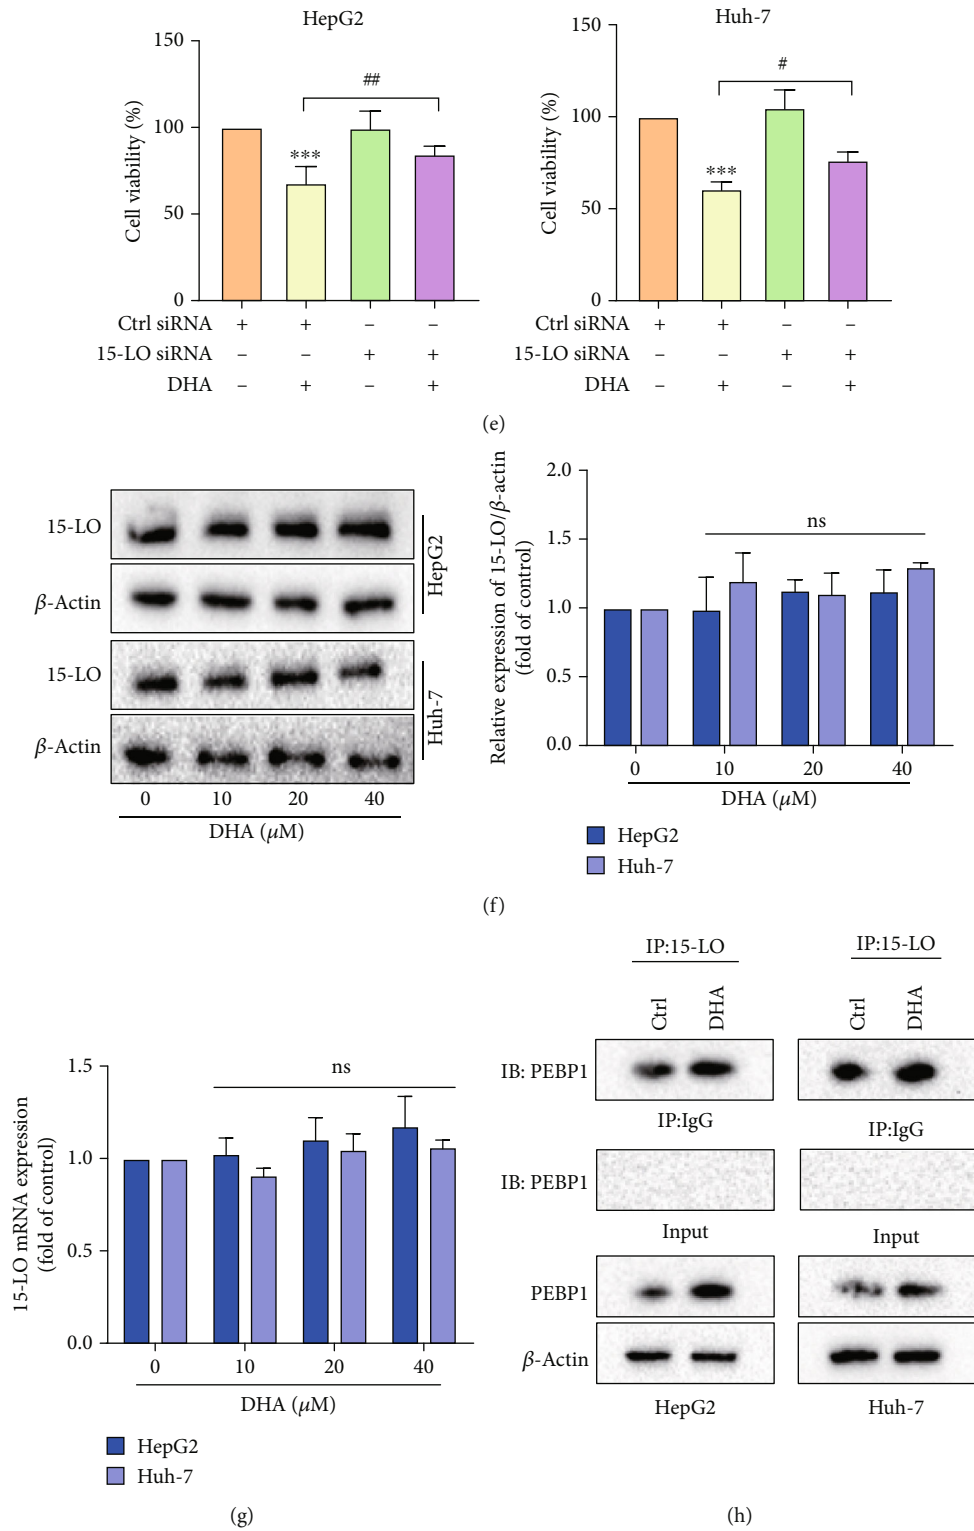 HepG2
150
100
50
0
Cell viability (%)
***
##
Ctrl siRNA + + – –
15-LO siRNA – – + +
DHA – + – +
Huh-7
150
100
50
0
Cell viability (%)
***
#
Ctrl siRNA + + – –
15-LO siRNA – – + +
DHA – + – +
(e)
15-LO
β-Actin
HepG2
15-LO
β-Actin
Huh-7
0 10 20 40
DHA (μM)
Relative expression of 15-LO/β-actin
(fold of control)
2.0
1.5
1.0
0.5
0.0
ns
0 10 20 40
DHA (μM)
HepG2
Huh-7
(f)
15-LO mRNA expression
(fold of control)
1.5
1.0
0.5
0.0
ns
0 10 20 40
DHA (μM)
HepG2
Huh-7
(g)
IP:15-LO
Ctrl DHA
IB: PEBP1
IP:IgG
IB: PEBP1
Input
PEBP1
β-Actin
HepG2
IP:15-LO
Ctrl DHA
IP:IgG
Input
Huh-7
(h)